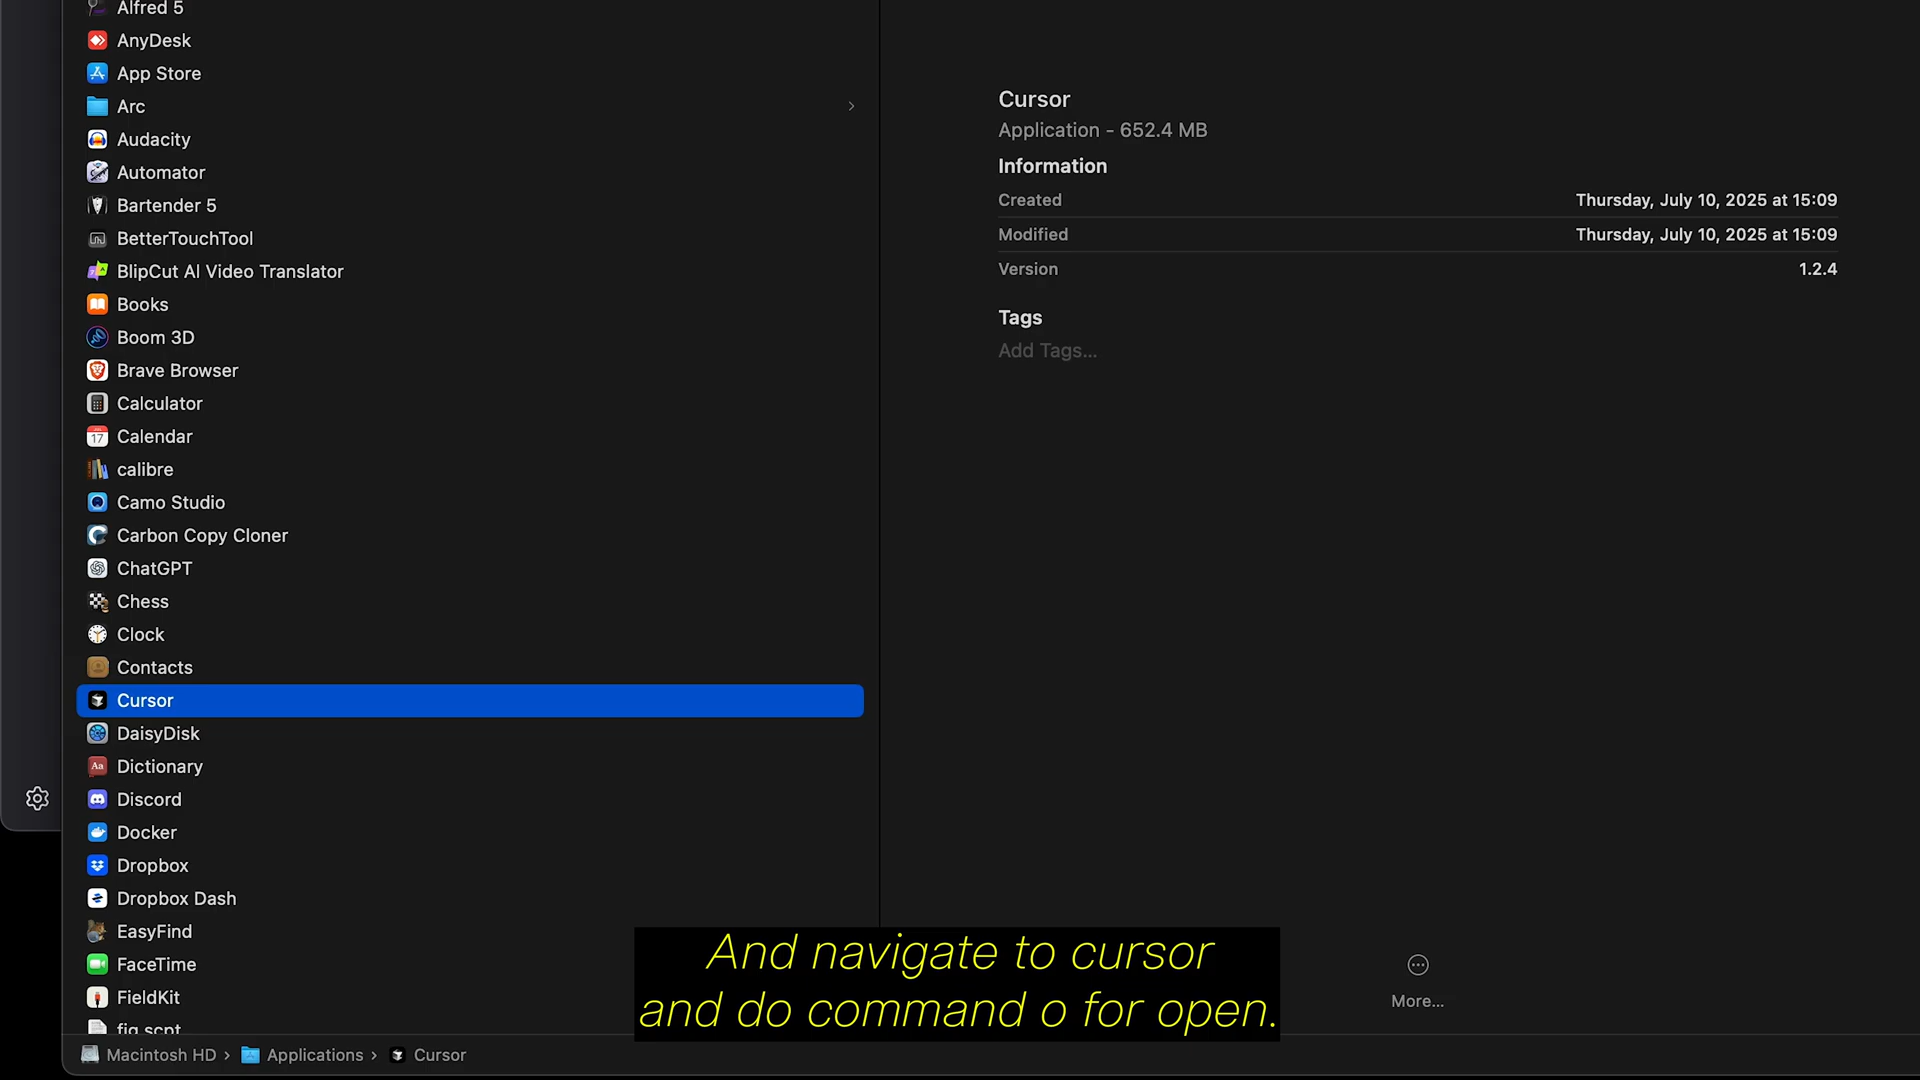 Alfred 5
AnyDesk
App Store
Arc
Audacity
Automator
Bartender 5
BetterTouchTool
BlipCut AI Video Translator
Books
Boom 3D
Brave Browser
Calculator
17
Calendar
calibre
Camo Studio
Carbon Copy Cloner
ChatGPT
Chess
Clock
Contacts
Cursor
DaisyDisk
Aa
Dictionary
Discord
Docker
Dropbox
Dropbox Dash
EasyFind
FaceTime
FieldKit
fig.scpt
Cursor
Application - 652.4 MB
Information
Created Thursday, July 10, 2025 at 15:09
Modified Thursday, July 10, 2025 at 15:09
Version 1.2.4
Tags
Add Tags...
More...
And navigate to cursor
and do command o for open.
Macintosh HD › Applications › Cursor